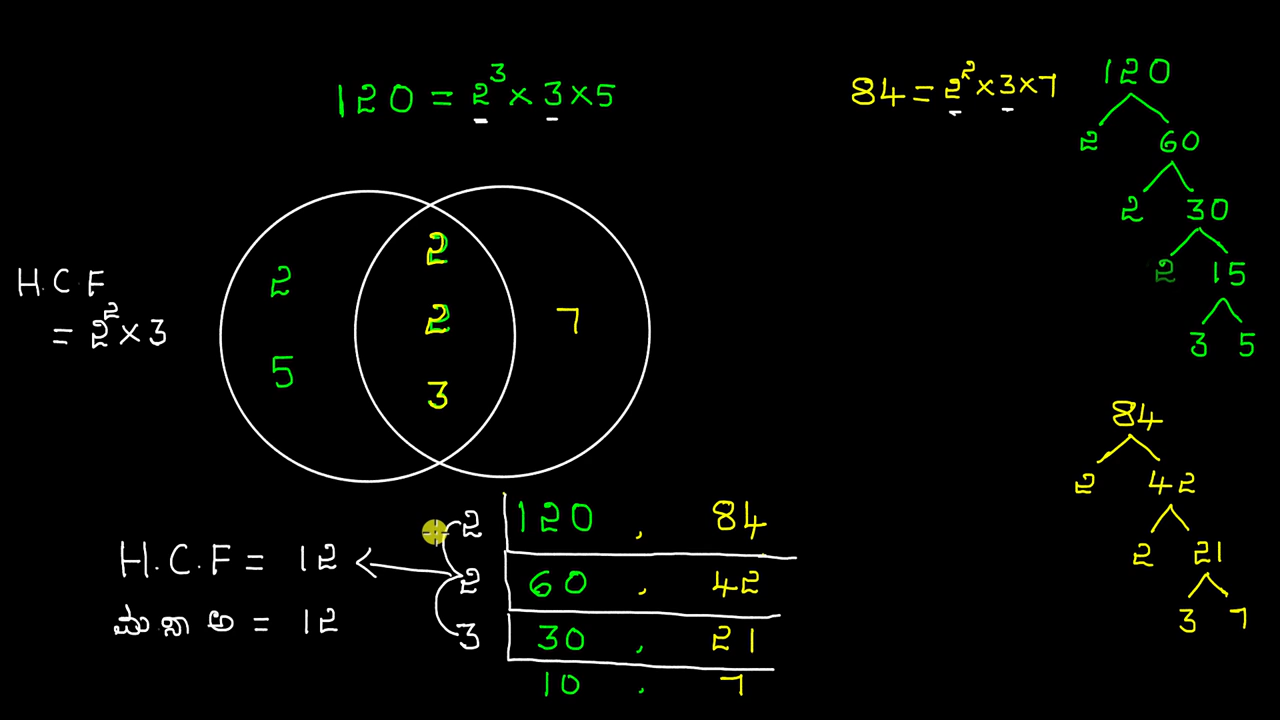 120 = 2³ × 3 × 5
84 = 2² × 3 × 7
120
2 60
2 30
2 15
3 5
H.C.F
= 2² × 3
2
5
2
2
3
7
84
2 42
2 21
3 7
2 120 , 84
2 60 , 42
3 30 , 21
10 , 7
H.C.F = 12
ಮ ಸಾ ಅ = 12